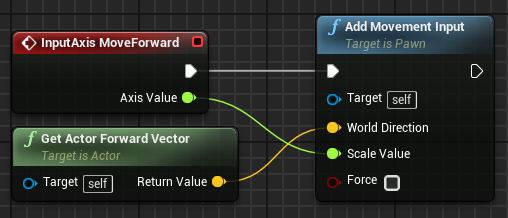 InputAxis MoveForward
Axis Value
f Get Actor Forward Vector
Target is Actor
Target self
Return Value
f Add Movement Input
Target is Pawn
Target self
World Direction
Scale Value
Force